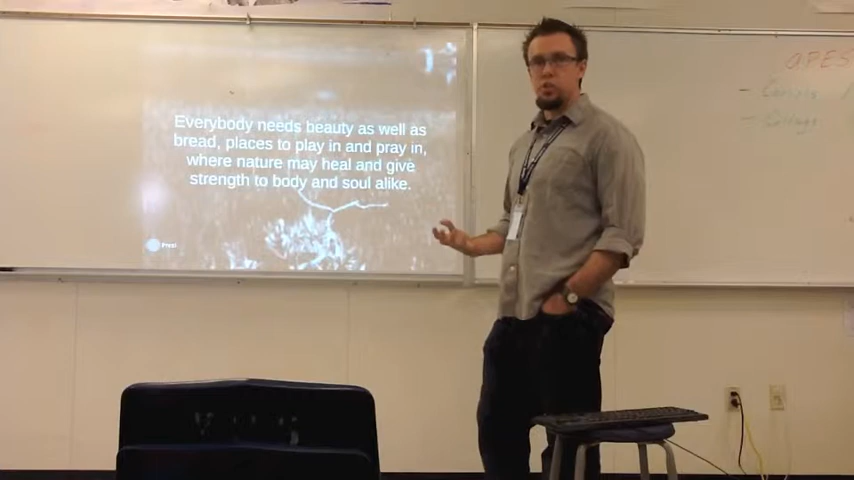 Everybody needs beauty as well as
bread, places to play in and pray in,
where nature may heal and give
strength to body and soul alike.
Prezi